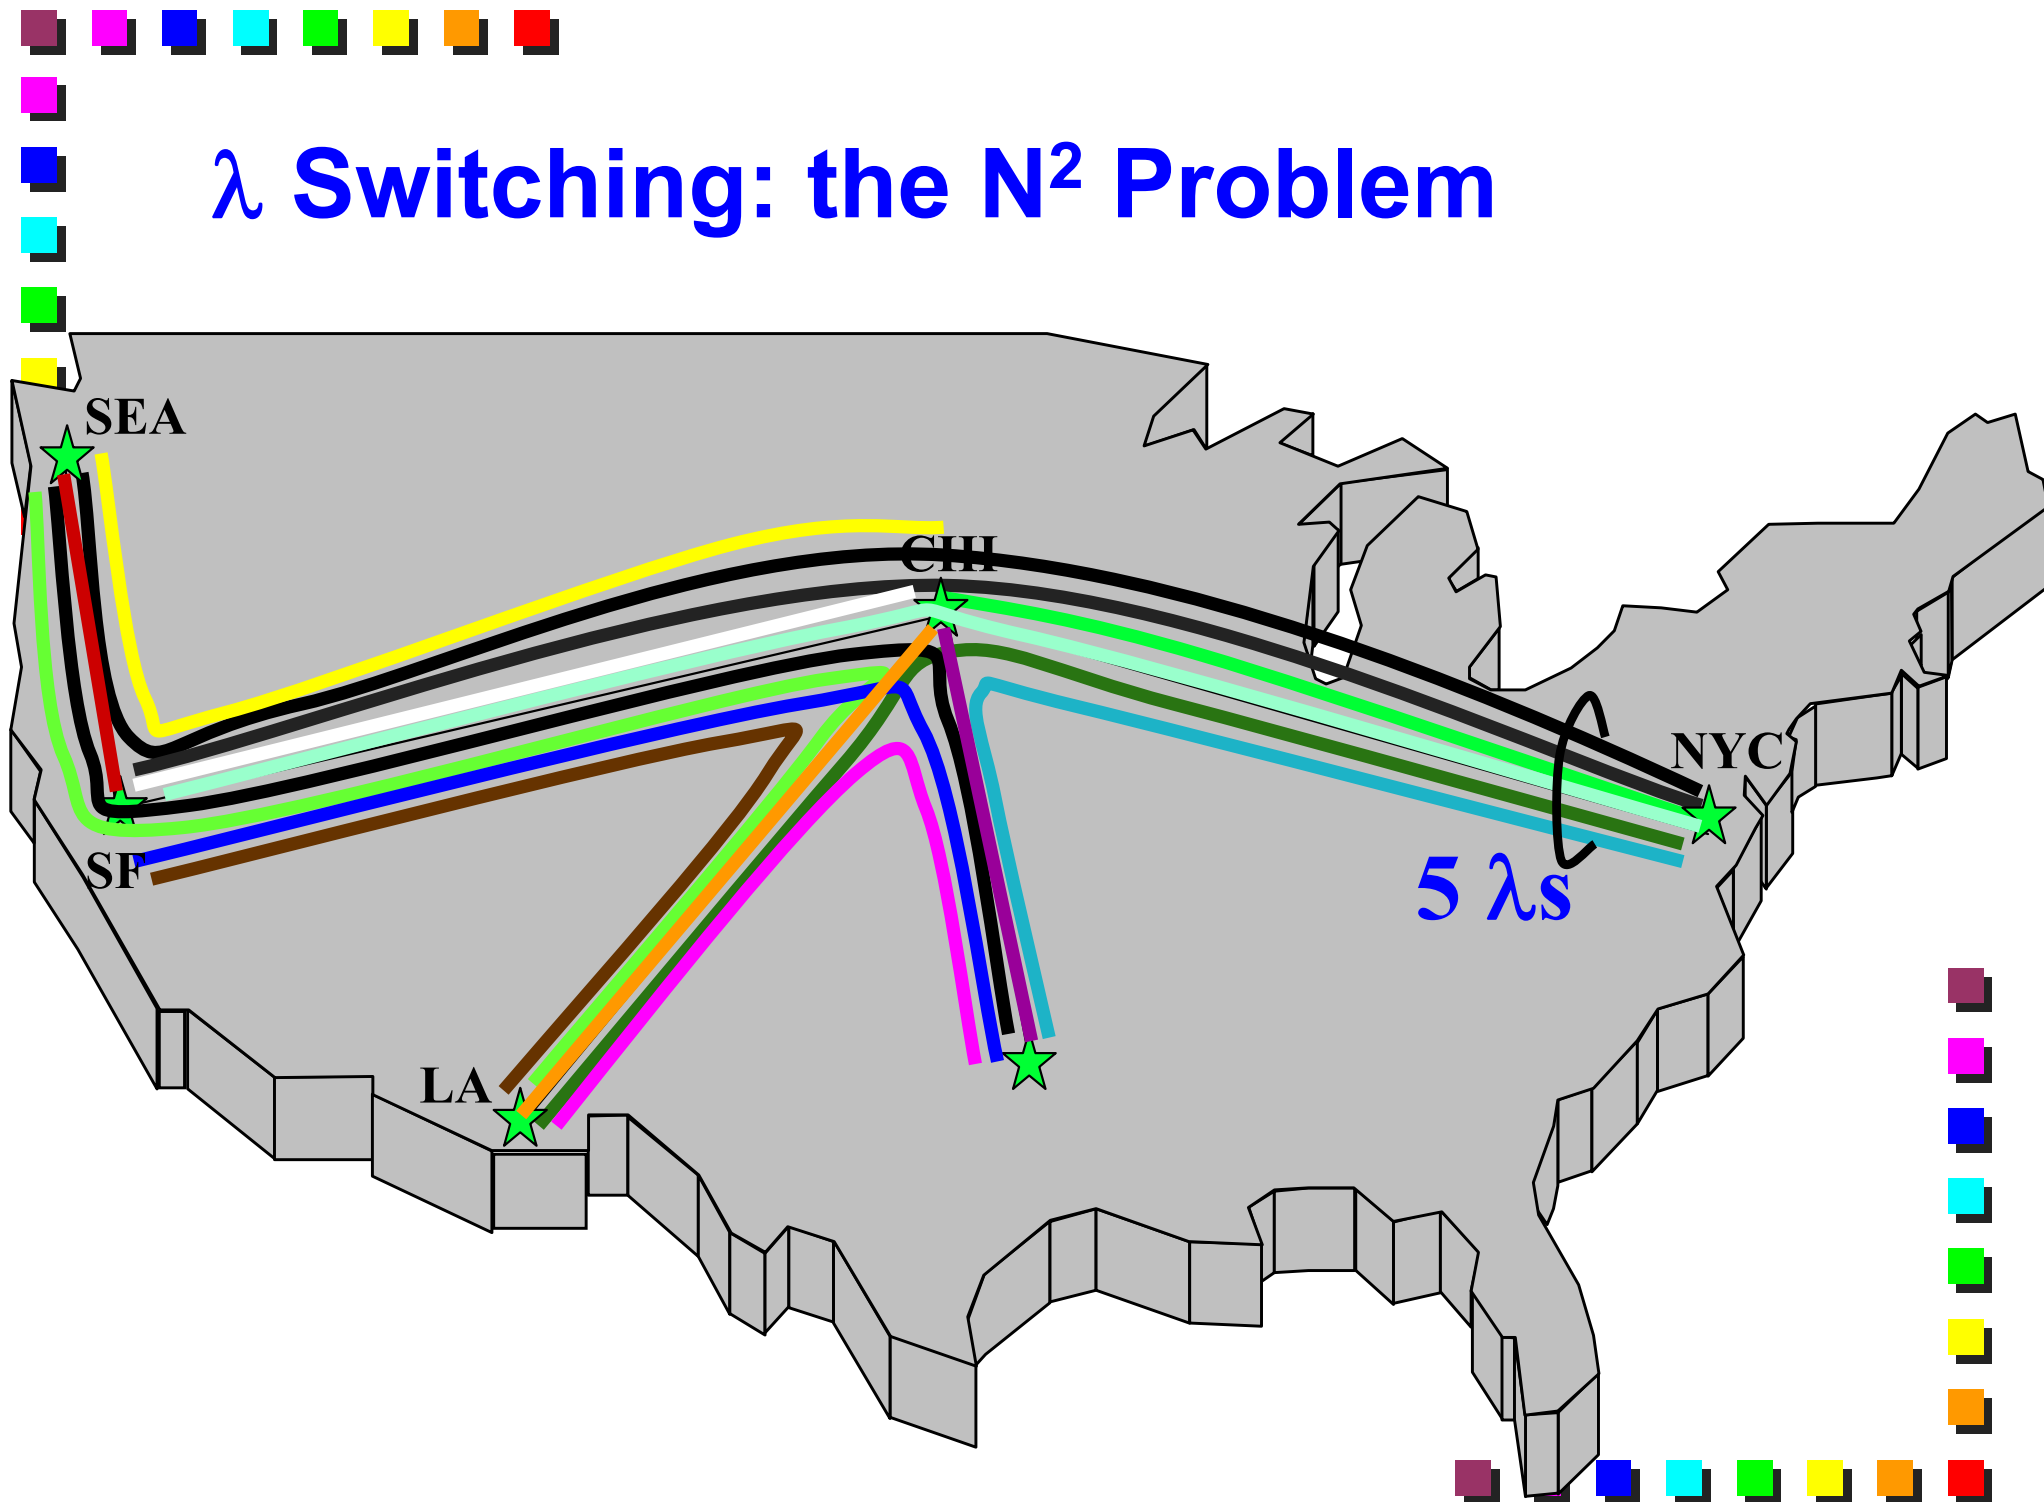 λ Switching: the N² Problem
SEA
CHI
NYC
SF
5 λs
LA